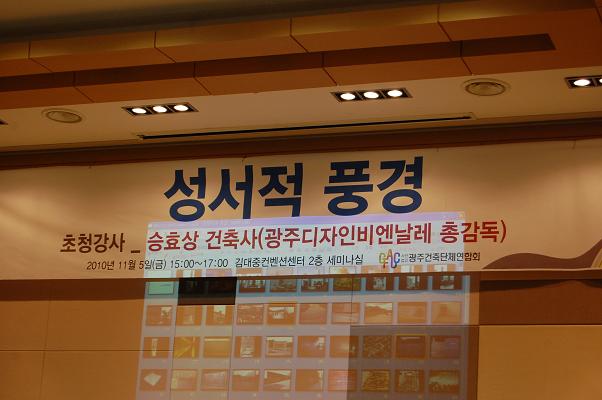 성서적 풍경
초청강사 _ 승효상 건축사(광주디자인비엔날레 총감독)
2010년 11월 5일(금) 15:00~17:00 김대중컨벤션센터 2층 세미나실 광주건축단체연합회